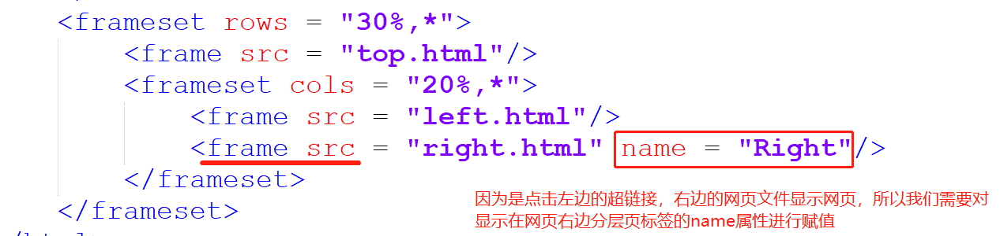 <frameset rows = "30%,*">
<frame src = "top.html"/>
<frameset cols = "20%,*">
<frame src = "left.html"/>
<frame src = "right.html" name = "Right"/>
</frameset>
因为是点击左边的超链接，右边的网页文件显示网页，所以我们需要对
显示在网页右边分层页标签的name属性进行赋值
</frameset>